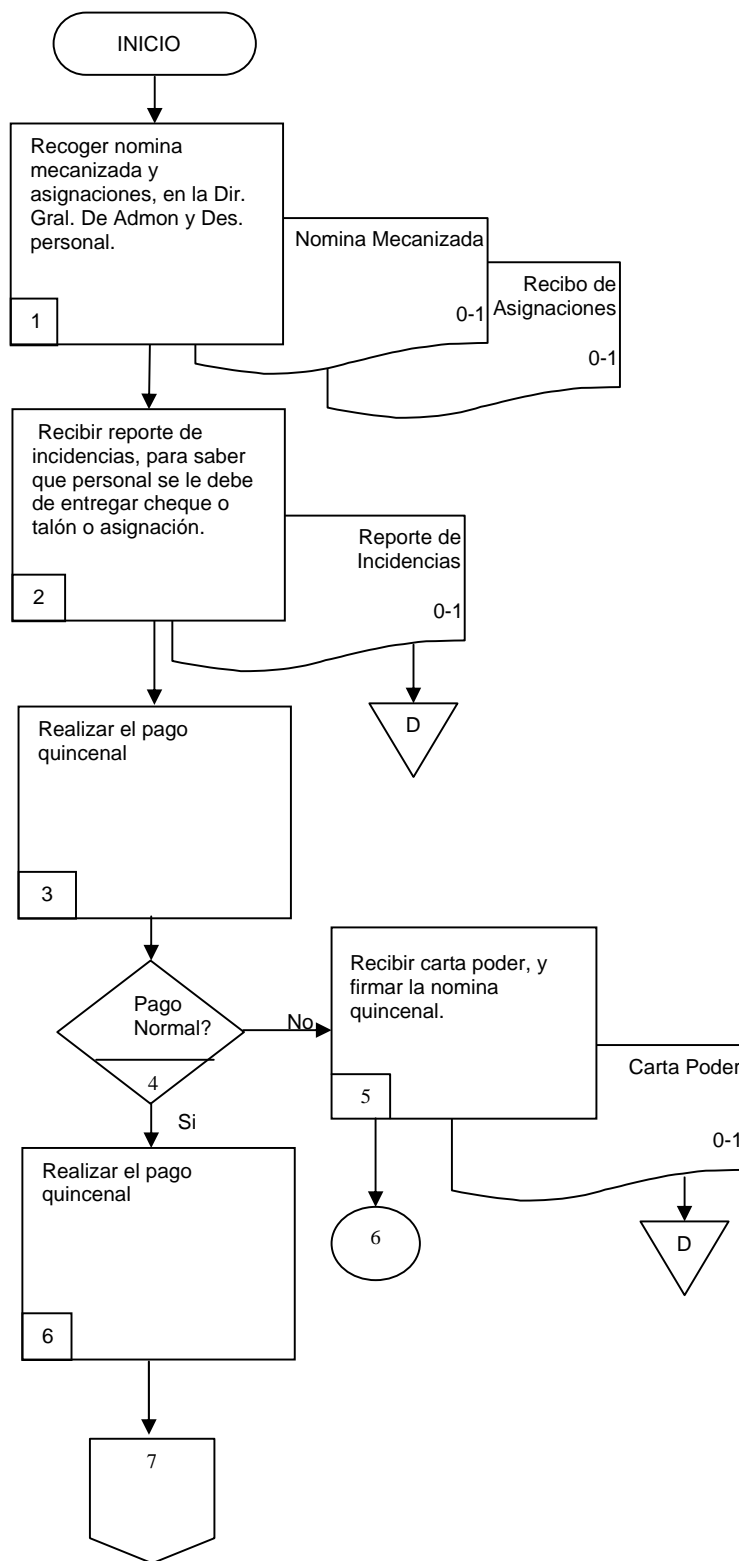 INICIO
Recoger nomina
mecanizada y
asignaciones, en la Dir.
Gral. De Admon y Des.
personal.
1
Nomina Mecanizada
0-1
Recibo de
Asignaciones
0-1
Recibir reporte de
incidencias, para saber
que personal se le debe
de entregar cheque o
talón o asignación.
2
Reporte de
Incidencias
0-1
D
Realizar el pago
quincenal
3
Pago
Normal?
4
No
Si
Recibir carta poder, y
firmar la nomina
quincenal.
5
Carta Poder
0-1
6
D
Realizar el pago
quincenal
6
7